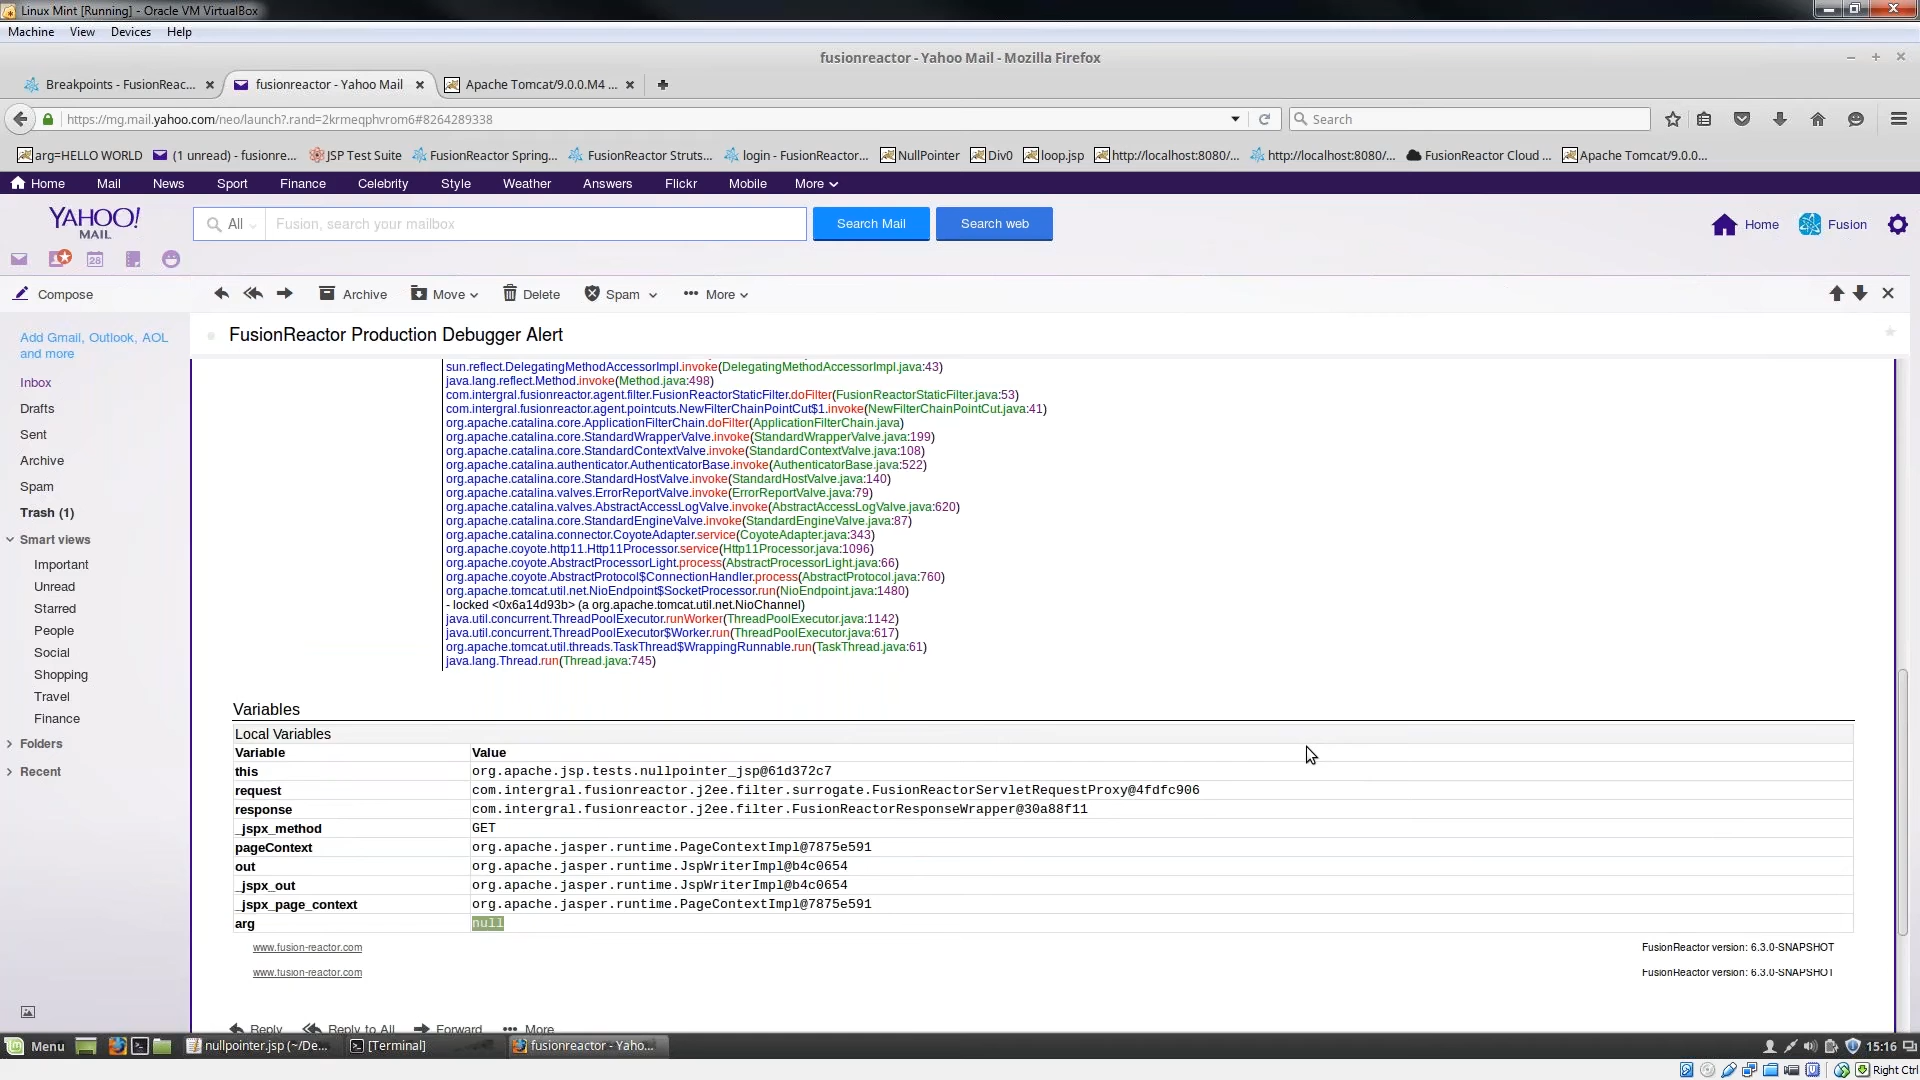 Linux Mint [Running] - Oracle VM VirtualBox
Machine View Devices Help
fusionreactor - Yahoo Mail - Mozilla Firefox
Breakpoints - FusionReac... fusionreactor - Yahoo Mail Apache Tomcat/9.0.0.M4 ...
https://mg.mail.yahoo.com/neo/launch?.rand=2krmeqphvrom6#8264289338 Search
arg=HELLO WORLD (1 unread) - fusionre... JSP Test Suite FusionReactor Spring... FusionReactor Struts... login - FusionReactor... NullPointer Div0 loop.jsp http://localhost:8080/... http://localhost:8080/... FusionReactor Cloud ... Apache Tomcat/9.0.0...
Home Mail News Sport Finance Celebrity Style Weather Answers Flickr Mobile More
YAHOO! MAIL
All Fusion, search your mailbox Search Mail Search web Home Fusion
28
Compose Archive Move Delete Spam More
Add Gmail, Outlook, AOL
and more
FusionReactor Production Debugger Alert
Inbox
Drafts
Sent
Archive
Spam
Trash (1)
Smart views
Important
Unread
Starred
People
Social
Shopping
Travel
Finance
Folders
Recent
sun.reflect.DelegatingMethodAccessorImpl.invoke(DelegatingMethodAccessorImpl.java:43)
java.lang.reflect.Method.invoke(Method.java:498)
com.intergral.fusionreactor.agent.filter.FusionReactorStaticFilter.doFilter(FusionReactorStaticFilter.java:53)
com.intergral.fusionreactor.agent.pointcuts.NewFilterChainPointCut$1.invoke(NewFilterChainPointCut.java:41)
org.apache.catalina.core.ApplicationFilterChain.doFilter(ApplicationFilterChain.java)
org.apache.catalina.core.StandardWrapperValve.invoke(StandardWrapperValve.java:199)
org.apache.catalina.core.StandardContextValve.invoke(StandardContextValve.java:108)
org.apache.catalina.authenticator.AuthenticatorBase.invoke(AuthenticatorBase.java:522)
org.apache.catalina.core.StandardHostValve.invoke(StandardHostValve.java:140)
org.apache.catalina.valves.ErrorReportValve.invoke(ErrorReportValve.java:79)
org.apache.catalina.valves.AbstractAccessLogValve.invoke(AbstractAccessLogValve.java:620)
org.apache.catalina.core.StandardEngineValve.invoke(StandardEngineValve.java:87)
org.apache.catalina.connector.CoyoteAdapter.service(CoyoteAdapter.java:343)
org.apache.coyote.http11.Http11Processor.service(Http11Processor.java:1096)
org.apache.coyote.AbstractProcessorLight.process(AbstractProcessorLight.java:66)
org.apache.coyote.AbstractProtocol$ConnectionHandler.process(AbstractProtocol.java:760)
org.apache.tomcat.util.net.NioEndpoint$SocketProcessor.run(NioEndpoint.java:1480)
- locked <0x6a14d93b> (a org.apache.tomcat.util.net.NioChannel)
java.util.concurrent.ThreadPoolExecutor.runWorker(ThreadPoolExecutor.java:1142)
java.util.concurrent.ThreadPoolExecutor$Worker.run(ThreadPoolExecutor.java:617)
org.apache.tomcat.util.threads.TaskThread$WrappingRunnable.run(TaskThread.java:61)
java.lang.Thread.run(Thread.java:745)
Variables
Local Variables
Variable Value
this org.apache.jsp.tests.nullpointer_jsp@61d372c7
request com.intergral.fusionreactor.j2ee.filter.surrogate.FusionReactorServletRequestProxy@4fdfc906
response com.intergral.fusionreactor.j2ee.filter.FusionReactorResponseWrapper@30a88f11
_jspx_method GET
pageContext org.apache.jasper.runtime.PageContextImpl@7875e591
out org.apache.jasper.runtime.JspWriterImpl@b4c0654
_jspx_out org.apache.jasper.runtime.JspWriterImpl@b4c0654
_jspx_page_context org.apache.jasper.runtime.PageContextImpl@7875e591
arg null
www.fusion-reactor.com FusionReactor version: 6.3.0-SNAPSHOT
www.fusion-reactor.com FusionReactor version: 6.3.0-SNAPSHOT
Reply Reply to All Forward More
Menu nullpointer.jsp (~/De... [Terminal] fusionreactor - Yaho... 15:16
Right Ctrl